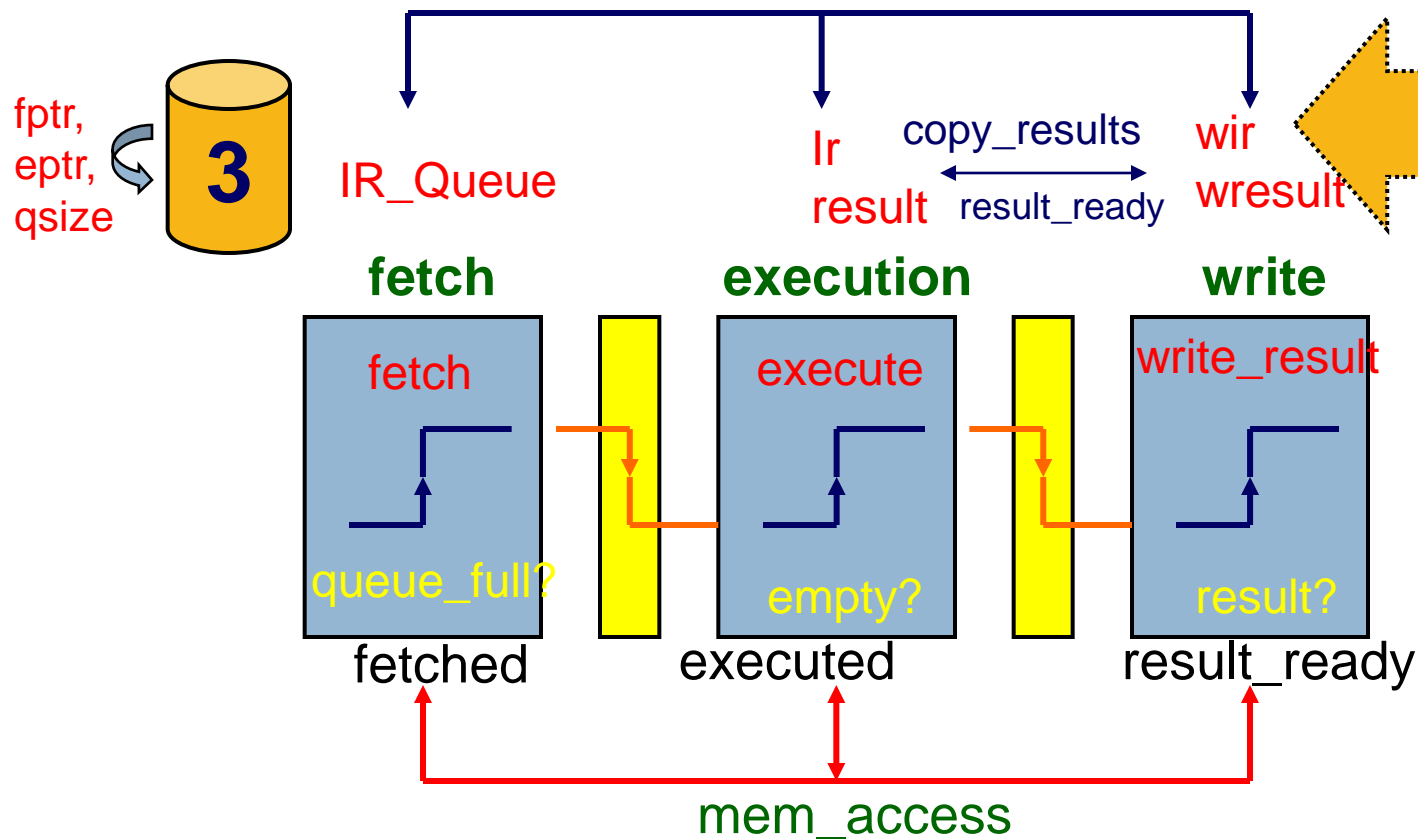 fptr,
eptr,
qsize
3
IR_Queue
Ir
result
copy_results
result_ready
wir
wresult
fetch
execution
write
fetch
execute
write_result
queue_full?
empty?
result?
fetched
executed
result_ready
mem_access